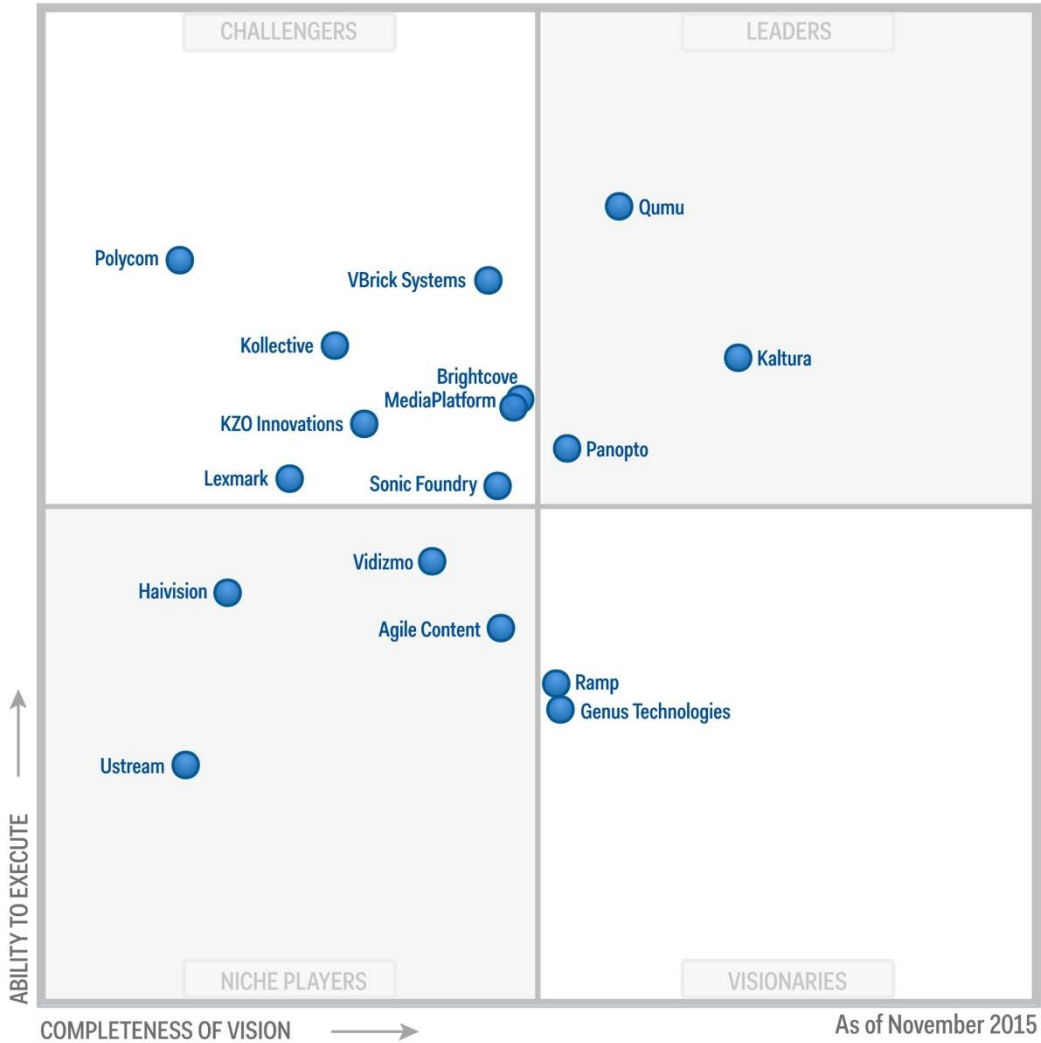 CHALLENGERS
LEADERS
Qumu
Polycom
VBrick Systems
Kollective
Kaltura
Brightcove
MediaPlatform
KZO Innovations
Panopto
Lexmark
Sonic Foundry
Vidizmo
Haivision
Agile Content
Ramp
Genus Technologies
Ustream
ABILITY TO EXECUTE
NICHE PLAYERS
VISIONARIES
COMPLETENESS OF VISION
As of November 2015